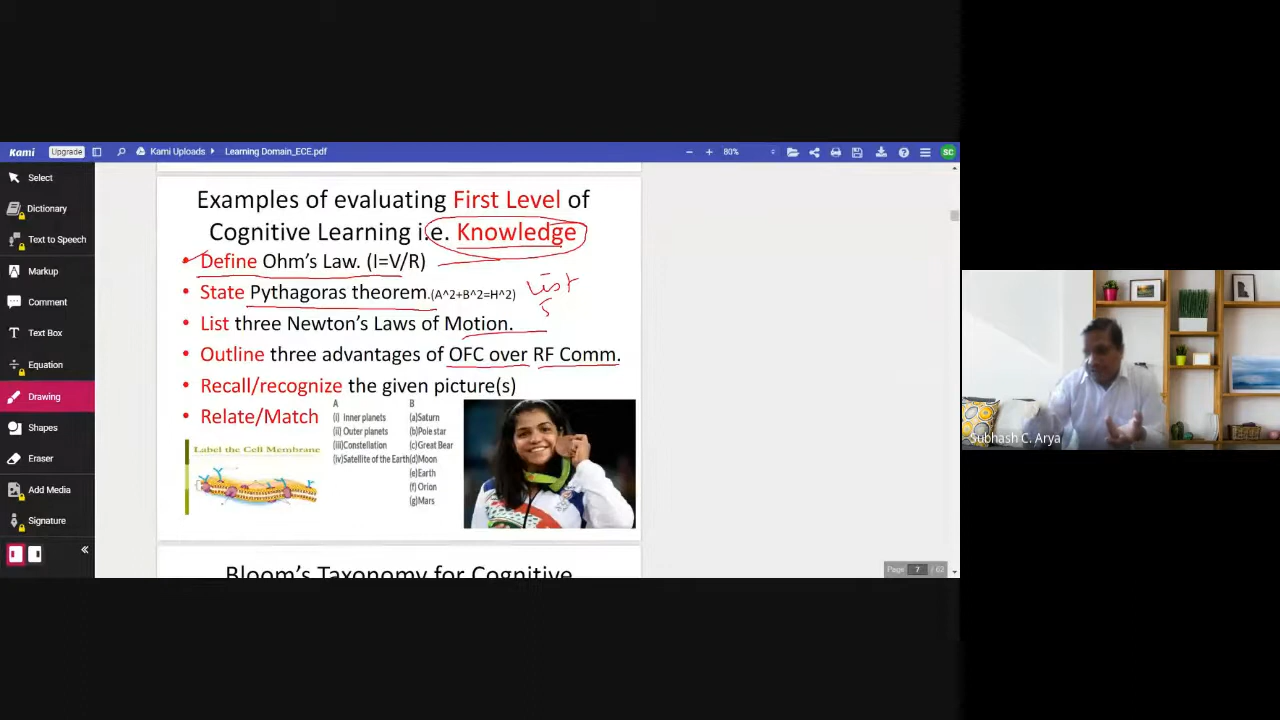 Kami Upgrade Kami Uploads Learning Domain_ECE.pdf 80% SC
Select
Dictionary
Text to Speech
Markup
Comment
Text Box
Equation
Drawing
Shapes
Eraser
Add Media
Signature
Examples of evaluating First Level of
Cognitive Learning i.e. Knowledge
• Define Ohm's Law. (I=V/R)
• State Pythagoras theorem.(A^2+B^2=H^2)
List
5
• List three Newton's Laws of Motion.
• Outline three advantages of OFC over RF Comm.
• Recall/recognize the given picture(s)
• Relate/Match
A B
(i) Inner planets (a)Saturn
(ii) Outer planets (b)Pole star
(iii)Constellation (c)Great Bear
(iv)Satellite of the Earth(d)Moon
(e)Earth
(f) Orion
(g)Mars
Label the Cell Membrane
Bloom's Taxonomy for Cognitive
Page 7 / 62
Subhash C. Arya